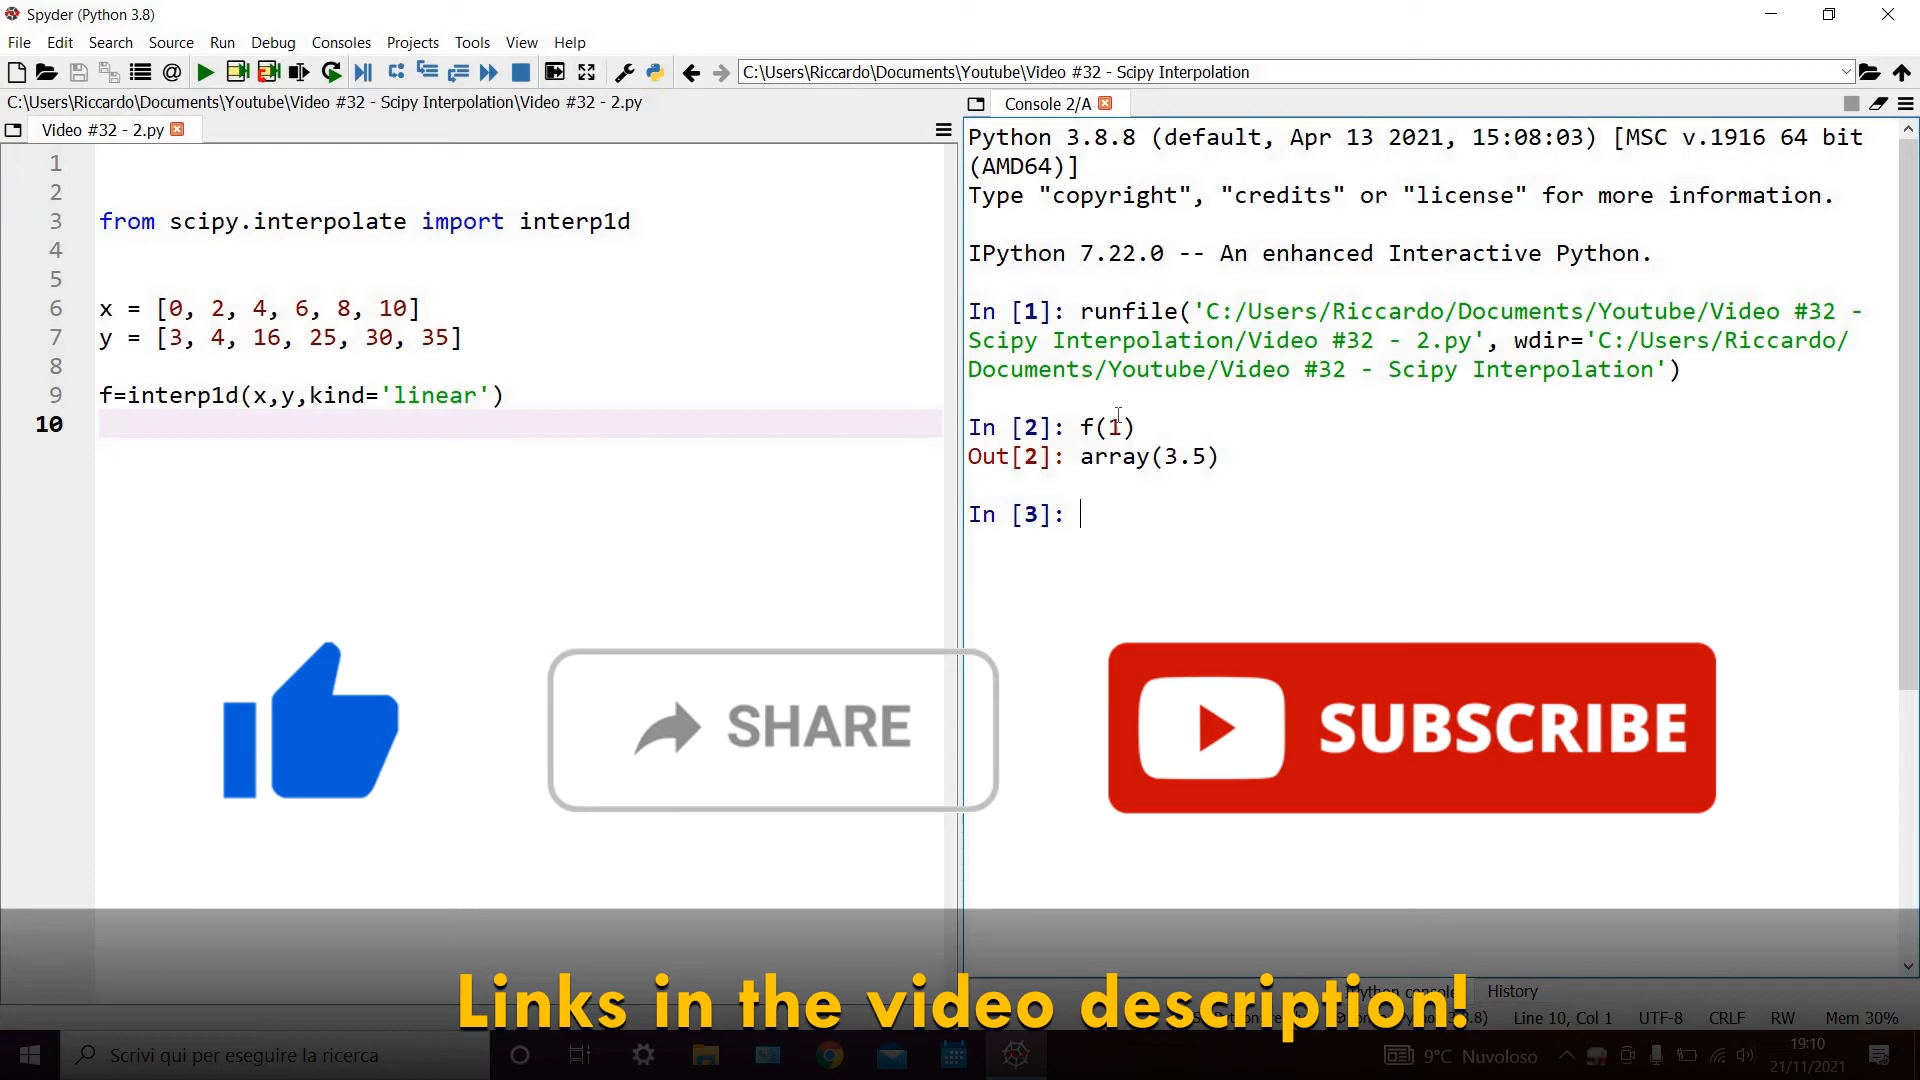 Spyder (Python 3.8)
File Edit Search Source Run Debug Consoles Projects Tools View Help
C:\Users\Riccardo\Documents\Youtube\Video #32 - Scipy Interpolation
C:\Users\Riccardo\Documents\Youtube\Video #32 - Scipy Interpolation\Video #32 - 2.py
Video #32 - 2.py
1
2
3 from scipy.interpolate import interp1d
4
5
6 x = [0, 2, 4, 6, 8, 10]
7 y = [3, 4, 16, 25, 30, 35]
8
9 f=interp1d(x,y,kind='linear')
10
Console 2/A
Python 3.8.8 (default, Apr 13 2021, 15:08:03) [MSC v.1916 64 bit
(AMD64)]
Type "copyright", "credits" or "license" for more information.
IPython 7.22.0 -- An enhanced Interactive Python.
In [1]: runfile('C:/Users/Riccardo/Documents/Youtube/Video #32 -
Scipy Interpolation/Video #32 - 2.py', wdir='C:/Users/Riccardo/
Documents/Youtube/Video #32 - Scipy Interpolation')
In [2]: f(1)
Out[2]: array(3.5)
In [3]:
SHARE
SUBSCRIBE
Links in the video description!
History
Line 10, Col 1 UTF-8 CRLF RW Mem 30%
Scrivi qui per eseguire la ricerca
9°C Nuvoloso
19:10
21/11/2021